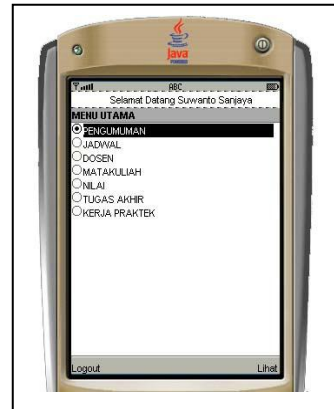 Java
POWERED
ABC
Selamat Datang Suwanto Sanjaya
MENU UTAMA
PENGUMUMAN
JADWAL
DOSEN
MATAKULIAH
NILAI
TUGAS AKHIR
KERJA PRAKTEK
Logout Lihat